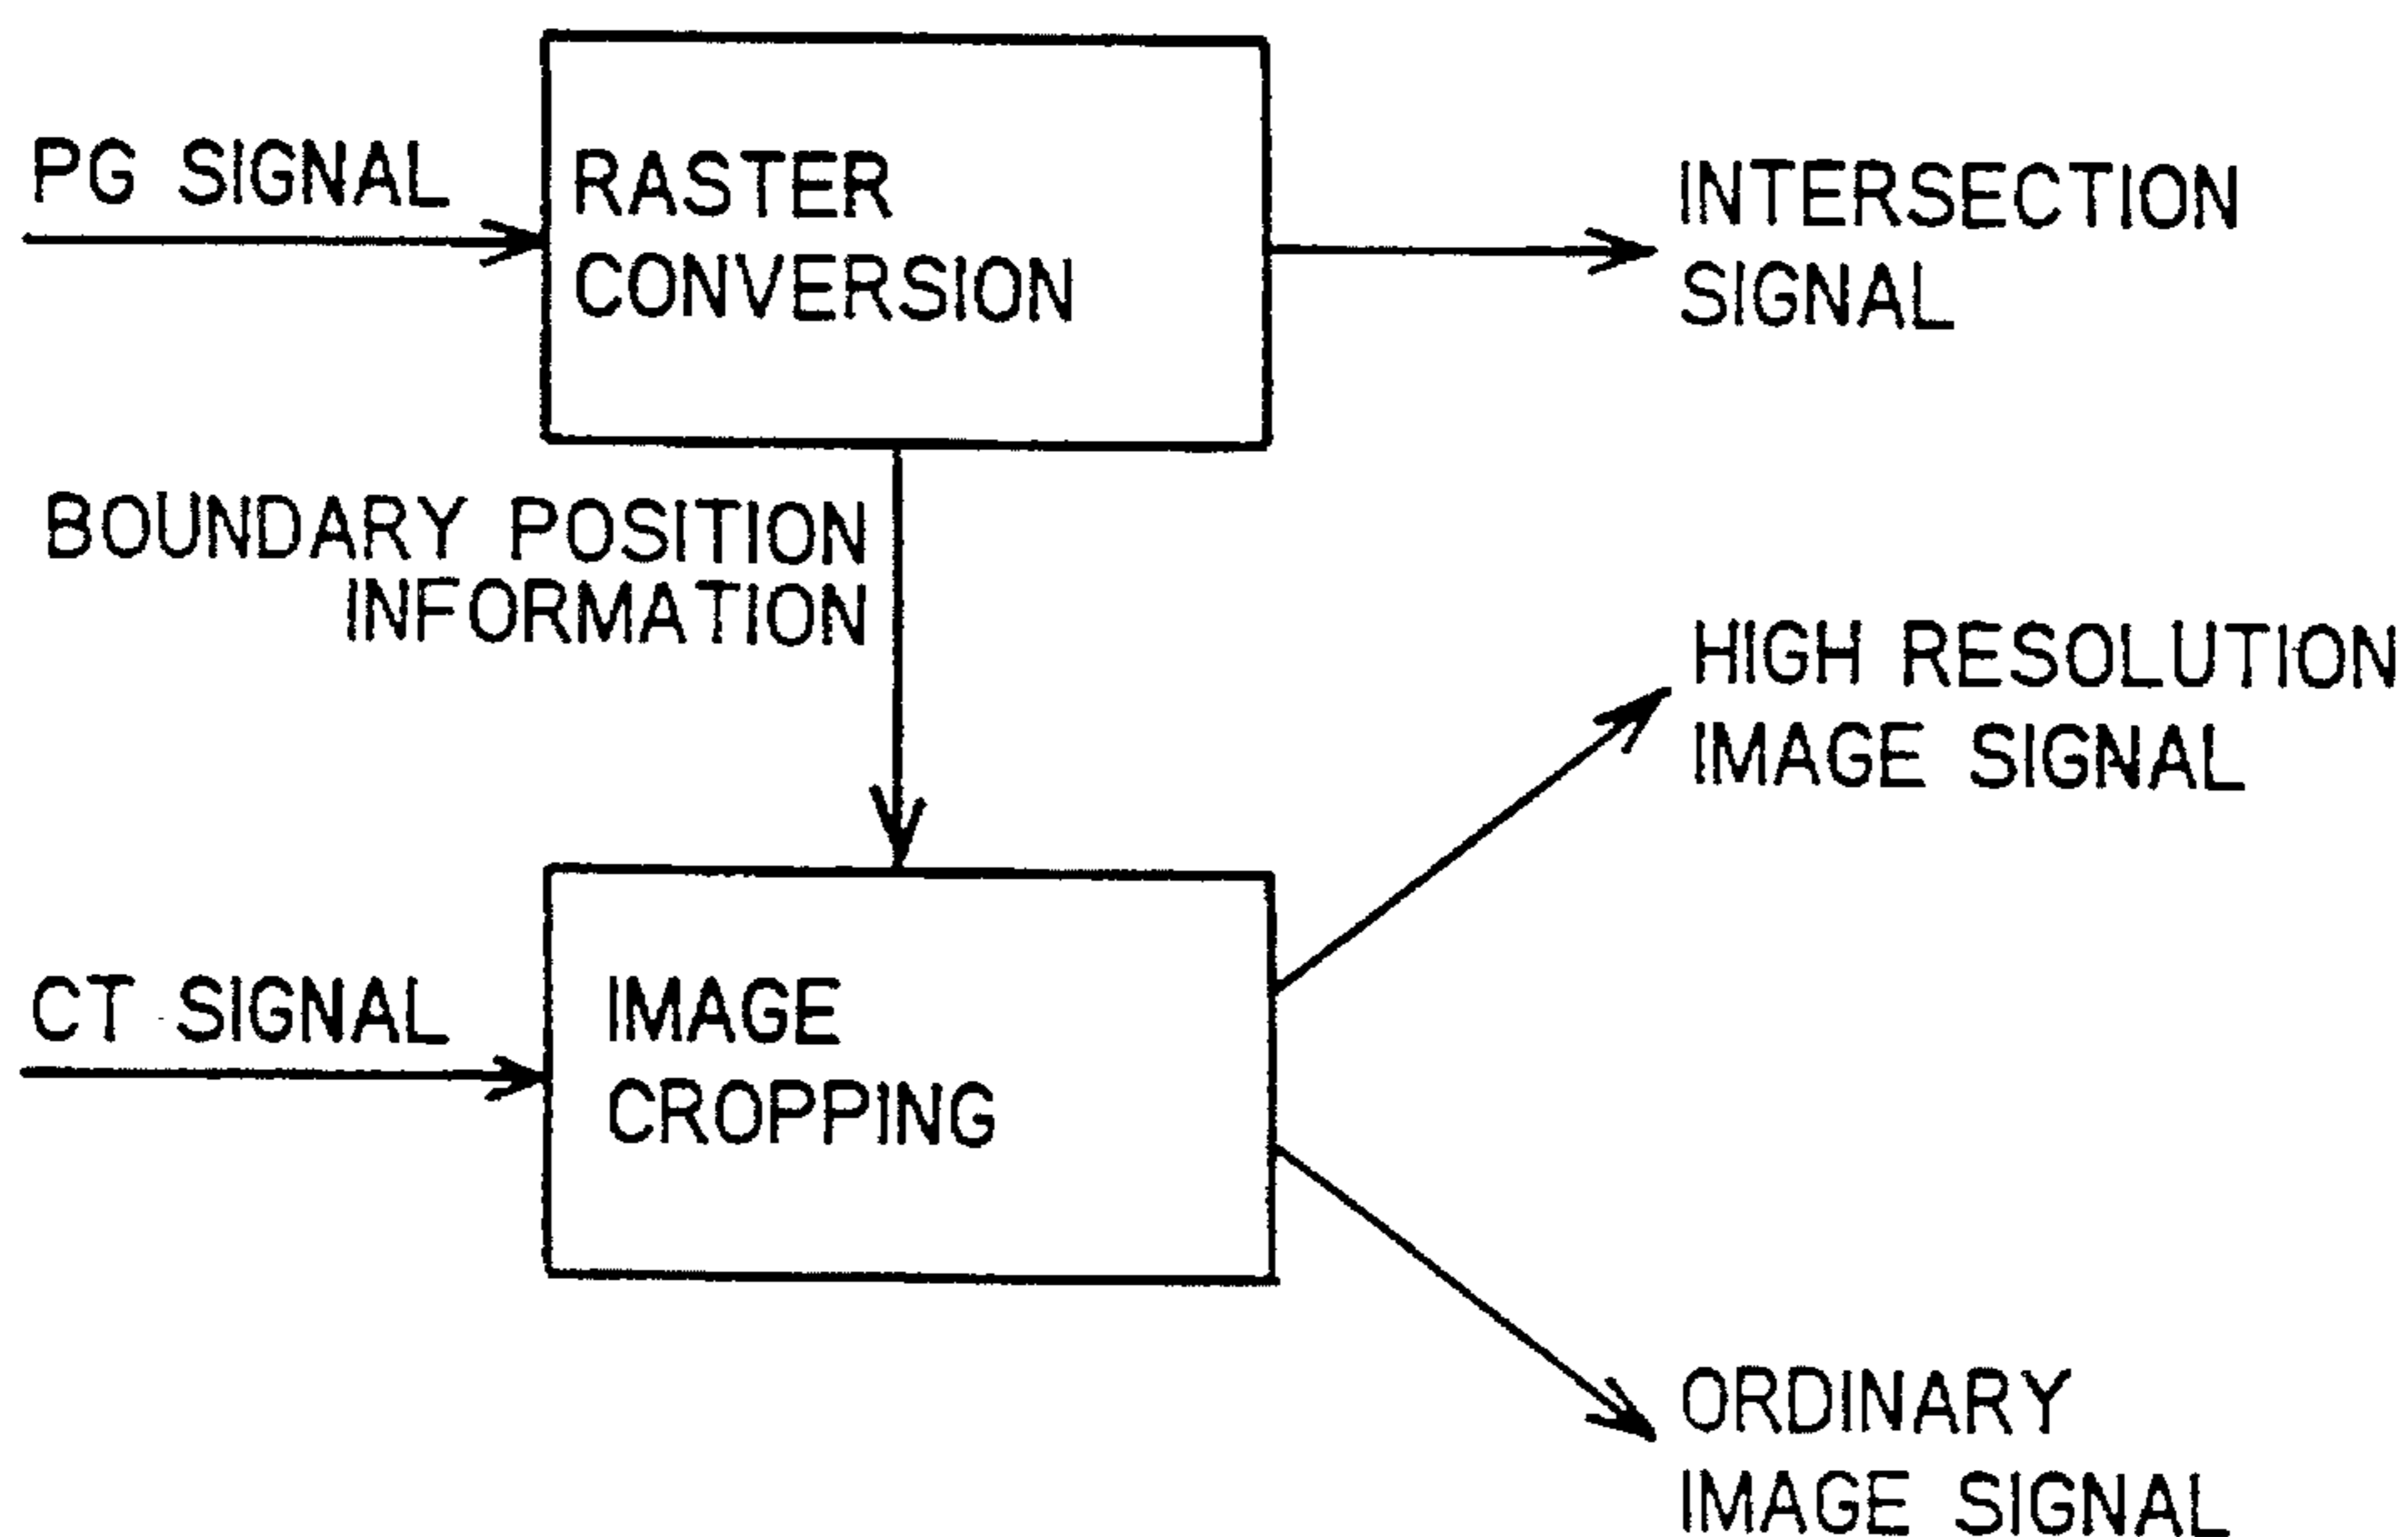 PG SIGNAL
RASTER
CONVERSION
INTERSECTION
SIGNAL
BOUNDARY POSITION
INFORMATION
HIGH RESOLUTION
IMAGE SIGNAL
CT SIGNAL
IMAGE
CROPPING
ORDINARY
IMAGE SIGNAL